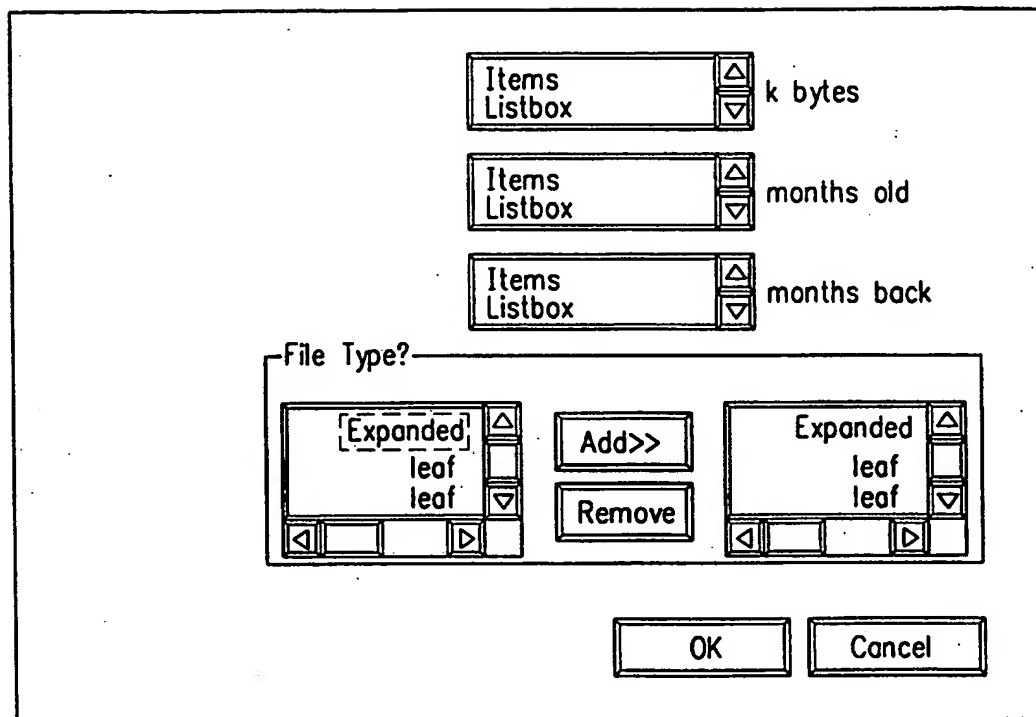 Items
Listbox
k bytes
Items
Listbox
months old
Items
Listbox
months back
File Type?
Expanded
leaf
leaf
Add>>
Remove
Expanded
leaf
leaf
OK
Cancel